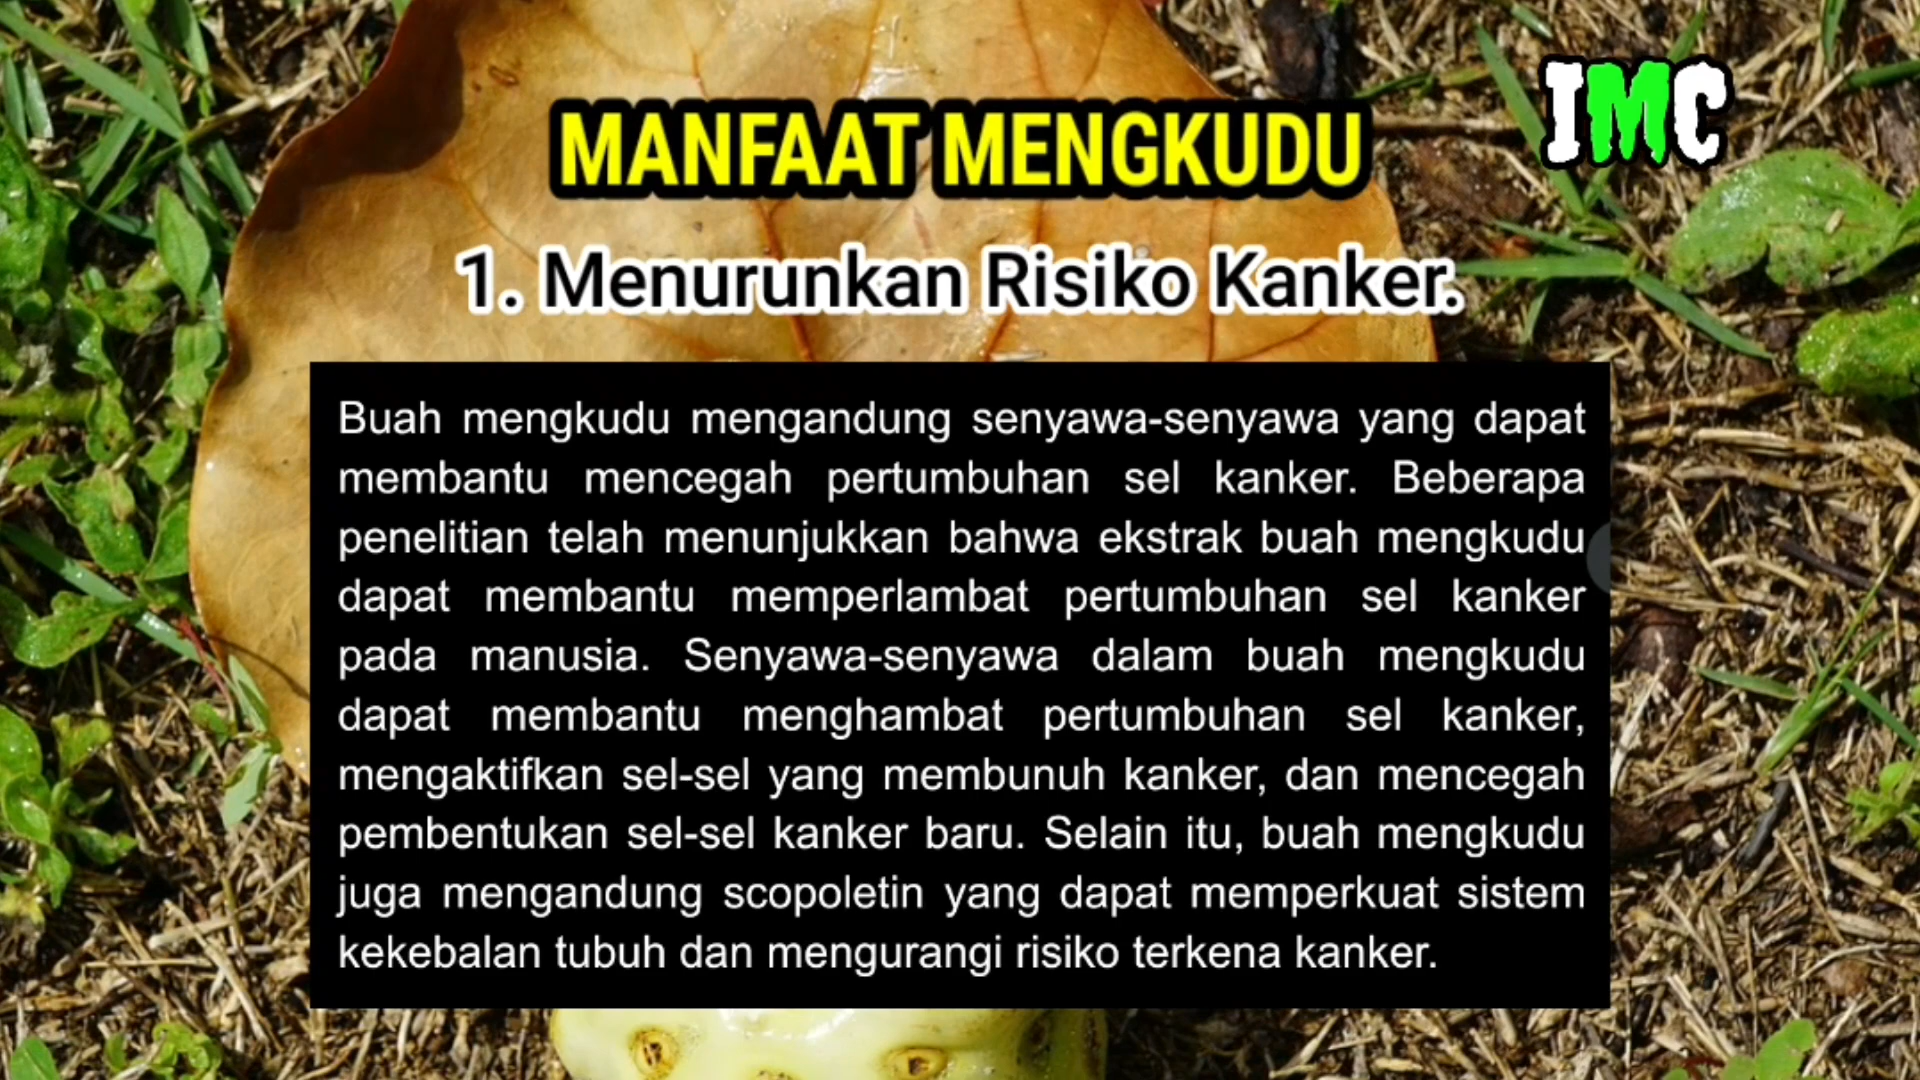 IMC
MANFAAT MENGKUDU
1. Menurunkan Risiko Kanker.
Buah mengkudu mengandung senyawa-senyawa yang dapat
membantu mencegah pertumbuhan sel kanker. Beberapa
penelitian telah menunjukkan bahwa ekstrak buah mengkudu
dapat membantu memperlambat pertumbuhan sel kanker
pada manusia. Senyawa-senyawa dalam buah mengkudu
dapat membantu menghambat pertumbuhan sel kanker,
mengaktifkan sel-sel yang membunuh kanker, dan mencegah
pembentukan sel-sel kanker baru. Selain itu, buah mengkudu
juga mengandung scopoletin yang dapat memperkuat sistem
kekebalan tubuh dan mengurangi risiko terkena kanker.